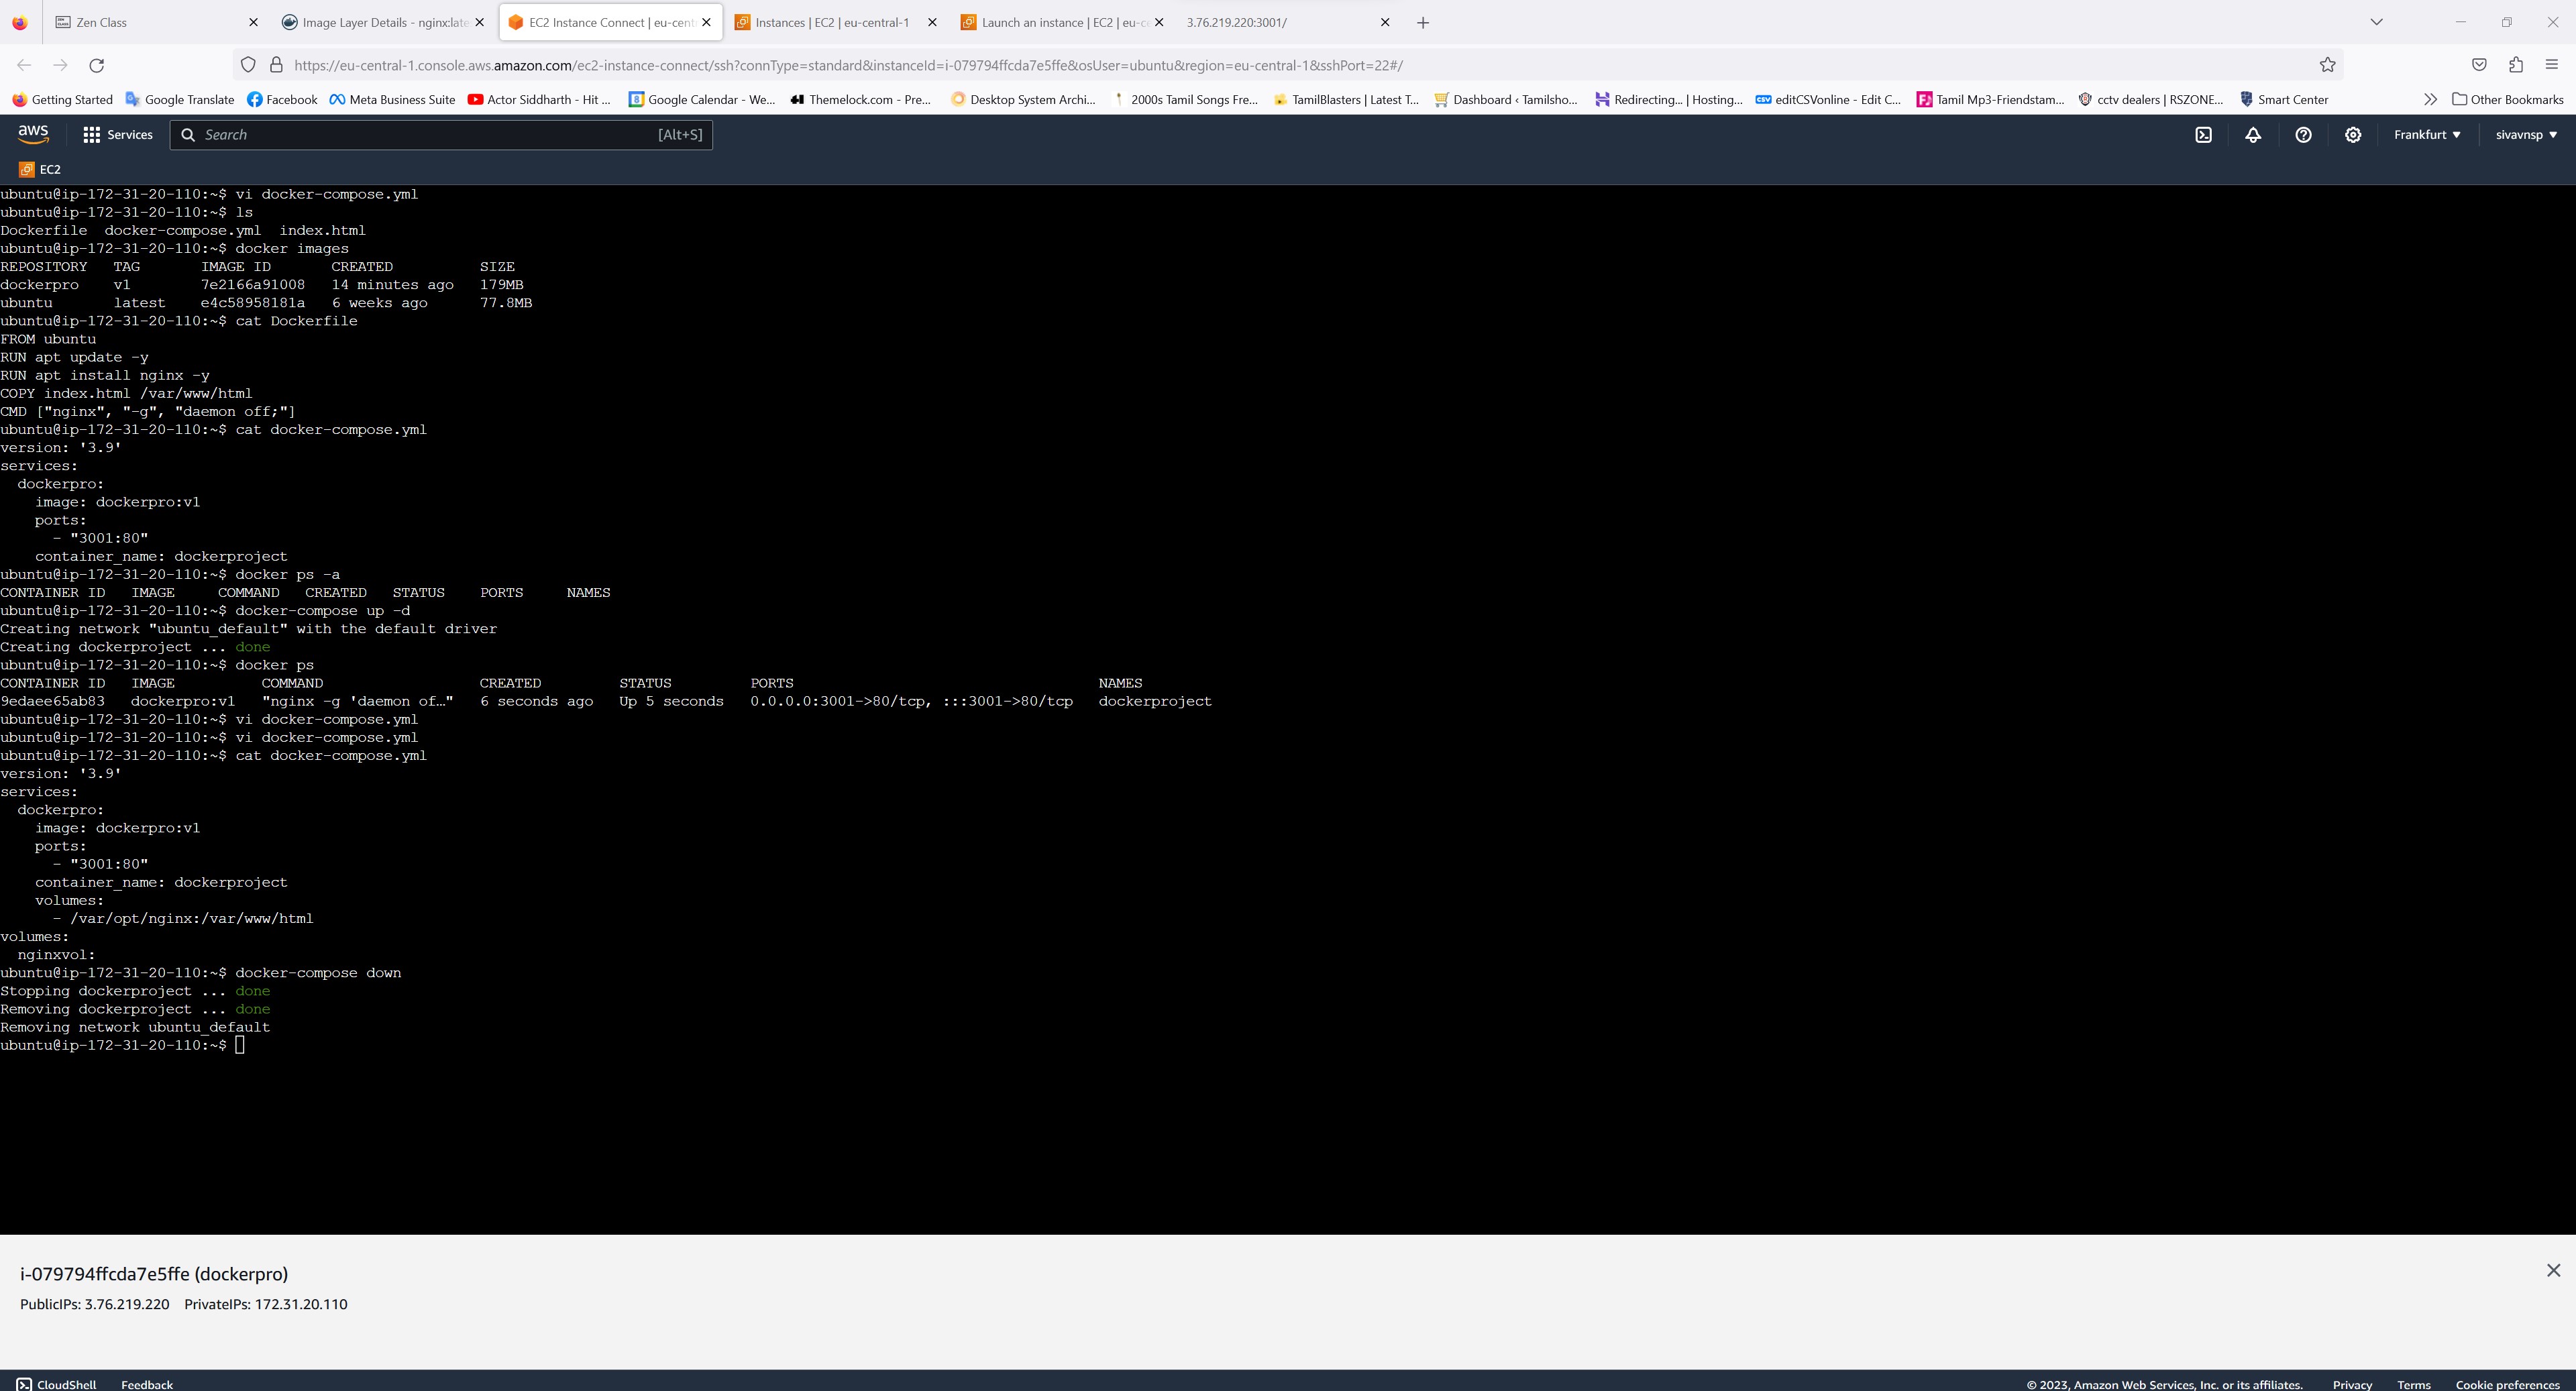 Zen Class
Image Layer Details - nginx:late
EC2 Instance Connect | eu-cent
Instances | EC2 | eu-central-1
Launch an instance | EC2 | eu-ce
3.76.219.220:3001/
https://eu-central-1.console.aws.amazon.com/ec2-instance-connect/ssh?connType=standard&instanceId=i-079794ffcda7e5ffe&osUser=ubuntu&region=eu-central-1&sshPort=22#/
Getting Started
Google Translate
Facebook
Meta Business Suite
Actor Siddharth - Hit ...
Google Calendar - We...
Themelock.com - Pre...
Desktop System Archi...
2000s Tamil Songs Fre...
TamilBlasters | Latest T...
Dashboard ‹ Tamilsho...
Redirecting... | Hosting...
editCSVonline - Edit C...
Tamil Mp3-Friendstam...
cctv dealers | RSZONE...
Smart Center
Other Bookmarks
aws
Services
Search
[Alt+S]
Frankfurt
sivavnsp
EC2
ubuntu@ip-172-31-20-110:~$ vi docker-compose.yml
ubuntu@ip-172-31-20-110:~$ ls
Dockerfile  docker-compose.yml  index.html
ubuntu@ip-172-31-20-110:~$ docker images
REPOSITORY   TAG       IMAGE ID       CREATED          SIZE
dockerpro    v1        7e2166a91008   14 minutes ago   179MB
ubuntu       latest    e4c58958181a   6 weeks ago      77.8MB
ubuntu@ip-172-31-20-110:~$ cat Dockerfile
FROM ubuntu
RUN apt update -y
RUN apt install nginx -y
COPY index.html /var/www/html
CMD ["nginx", "-g", "daemon off;"]
ubuntu@ip-172-31-20-110:~$ cat docker-compose.yml
version: '3.9'
services:
  dockerpro:
    image: dockerpro:v1
    ports:
      - "3001:80"
    container_name: dockerproject
ubuntu@ip-172-31-20-110:~$ docker ps -a
CONTAINER ID   IMAGE     COMMAND   CREATED   STATUS    PORTS     NAMES
ubuntu@ip-172-31-20-110:~$ docker-compose up -d
Creating network "ubuntu_default" with the default driver
Creating dockerproject ... done
ubuntu@ip-172-31-20-110:~$ docker ps
CONTAINER ID   IMAGE          COMMAND                  CREATED         STATUS         PORTS                                   NAMES
9edaee65ab83   dockerpro:v1   "nginx -g 'daemon of…"   6 seconds ago   Up 5 seconds   0.0.0.0:3001->80/tcp, :::3001->80/tcp   dockerproject
ubuntu@ip-172-31-20-110:~$ vi docker-compose.yml
ubuntu@ip-172-31-20-110:~$ vi docker-compose.yml
ubuntu@ip-172-31-20-110:~$ cat docker-compose.yml
version: '3.9'
services:
  dockerpro:
    image: dockerpro:v1
    ports:
      - "3001:80"
    container_name: dockerproject
    volumes:
      - /var/opt/nginx:/var/www/html
volumes:
  nginxvol:
ubuntu@ip-172-31-20-110:~$ docker-compose down
Stopping dockerproject ... done
Removing dockerproject ... done
Removing network ubuntu_default
ubuntu@ip-172-31-20-110:~$
i-079794ffcda7e5ffe (dockerpro)
PublicIPs: 3.76.219.220    PrivateIPs: 172.31.20.110
CloudShell
Feedback
© 2023, Amazon Web Services, Inc. or its affiliates.
Privacy
Terms
Cookie preferences